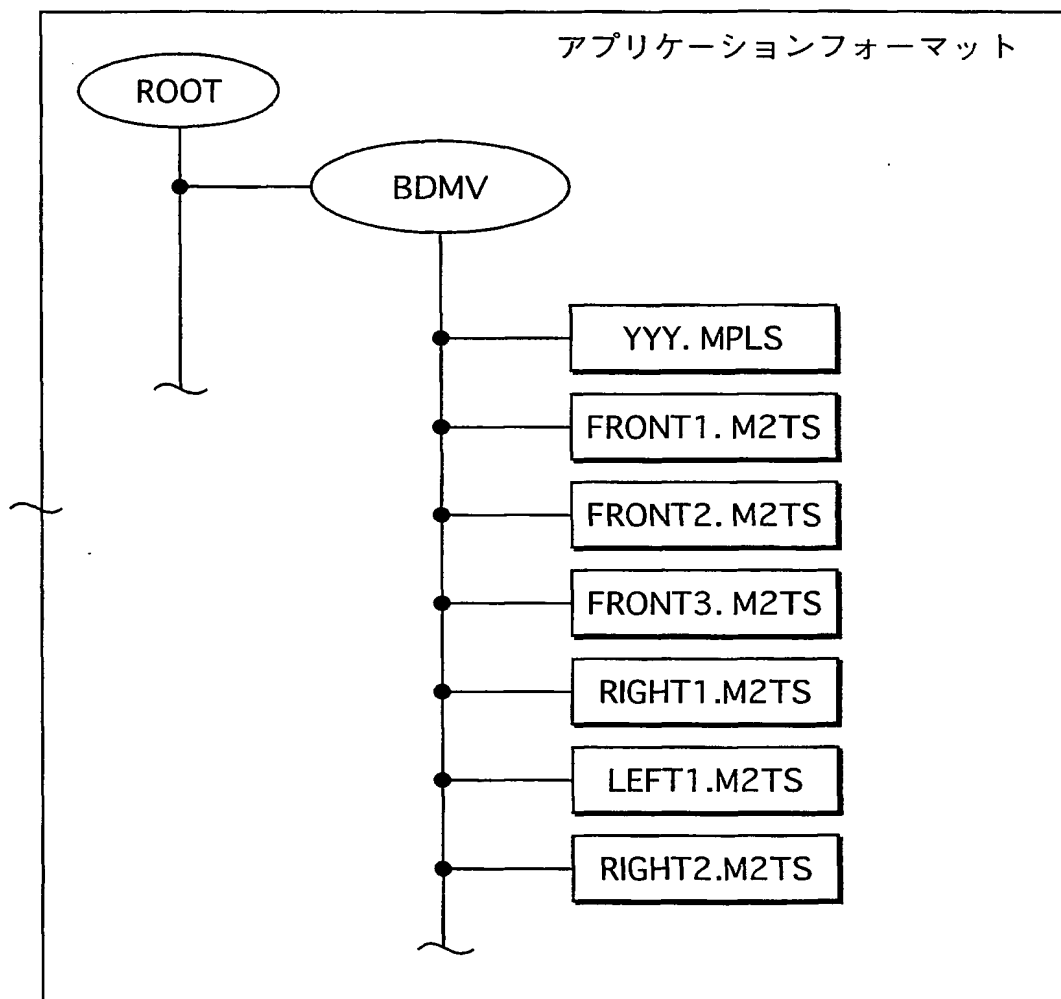 アプリケーションフォーマット
ROOT
BDMV
YYY. MPLS
FRONT1. M2TS
FRONT2. M2TS
FRONT3. M2TS
RIGHT1.M2TS
LEFT1.M2TS
RIGHT2.M2TS